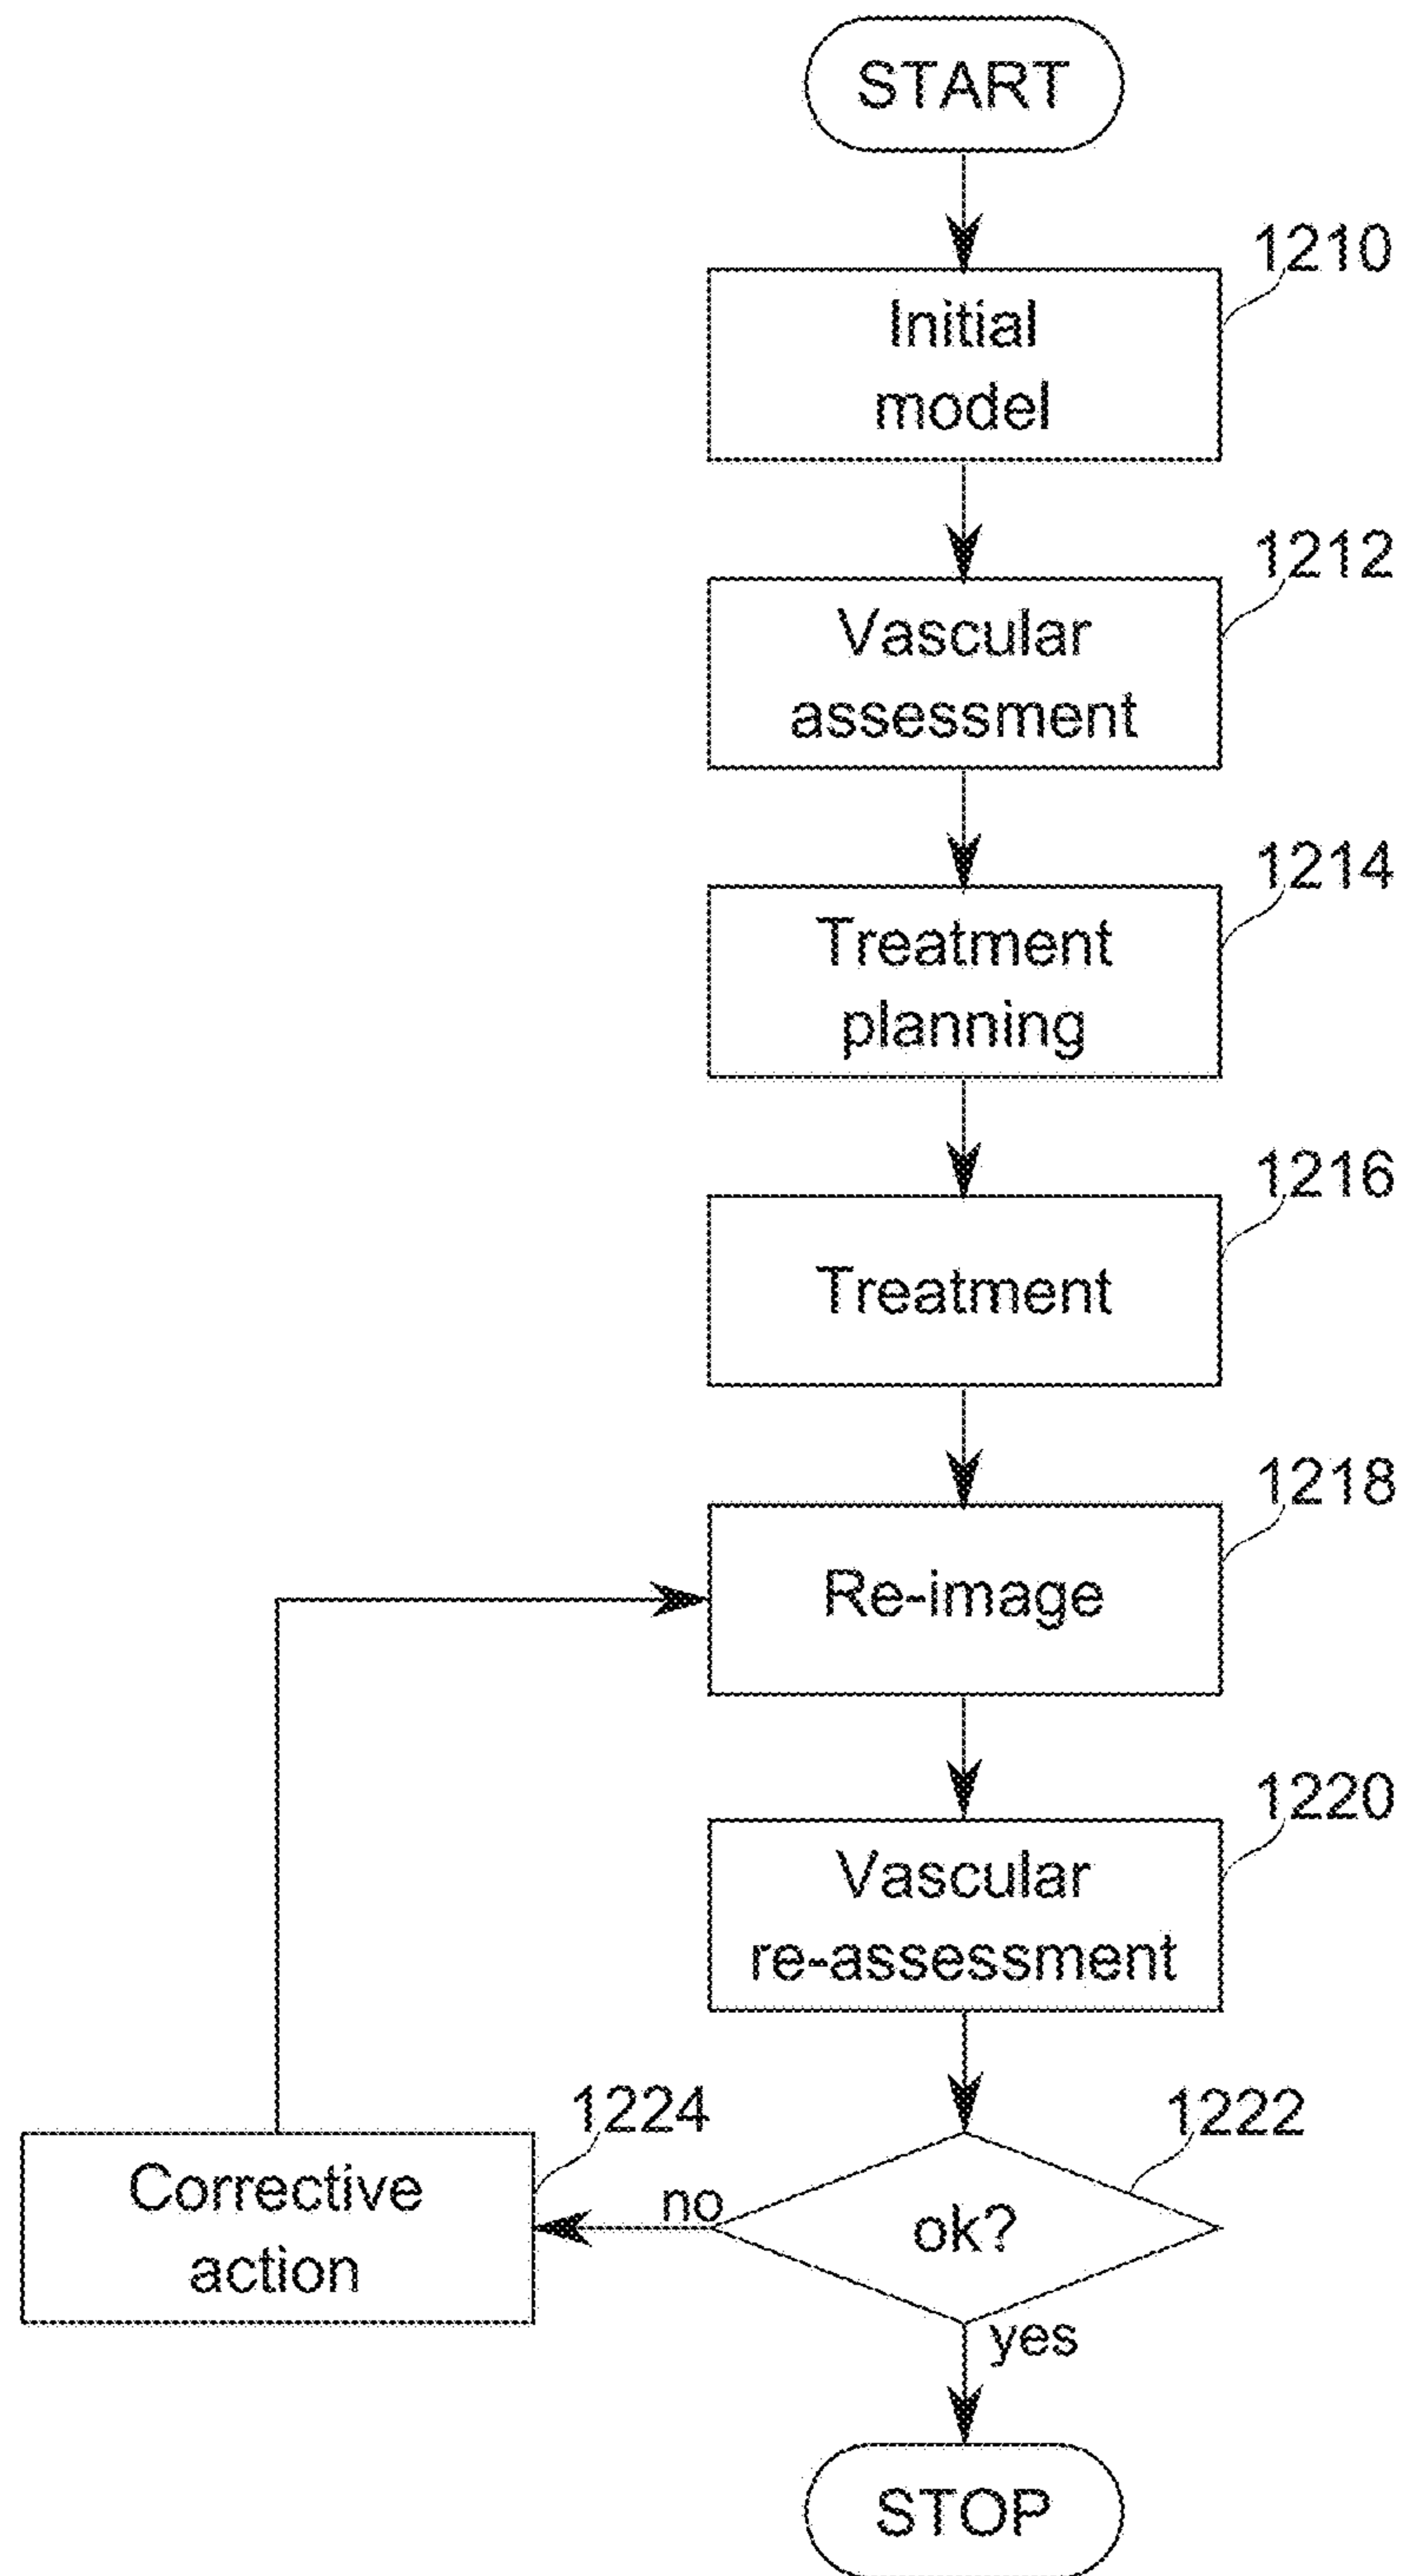 START
1210
Initial
model
1212
Vascular
assessment
1214
Treatment
planning
1216
Treatment
1218
Re-image
1220
Vascular
re-assessment
1224
1222
Corrective
action
no
ok?
yes
STOP